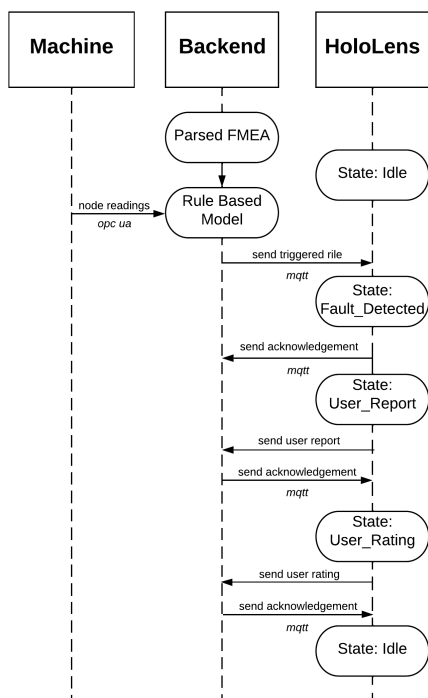 Machine
Backend
HoloLens
Parsed FMEA
State: Idle
node readings
opc ua
Rule Based
Model
send triggered rile
mqtt
State:
Fault_Detected
send acknowledgement
mqtt
State:
User_Report
send user report
send acknowledgement
mqtt
State:
User_Rating
send user rating
send acknowledgement
mqtt
State: Idle